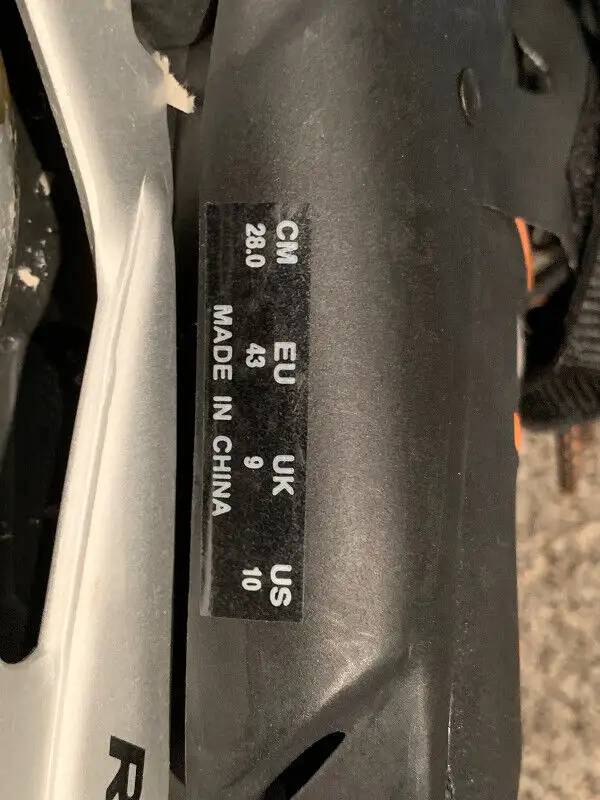 CM EU UK US
28.0 43 9 10
MADE IN CHINA
R